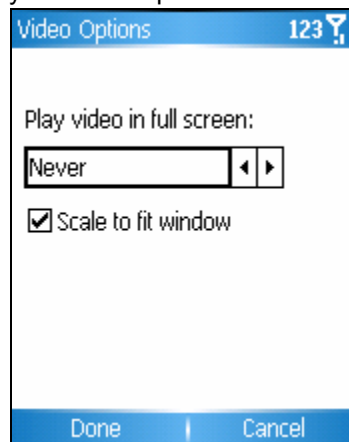 Video Options 123
Play video in full screen:
Never
Scale to fit window
Done Cancel